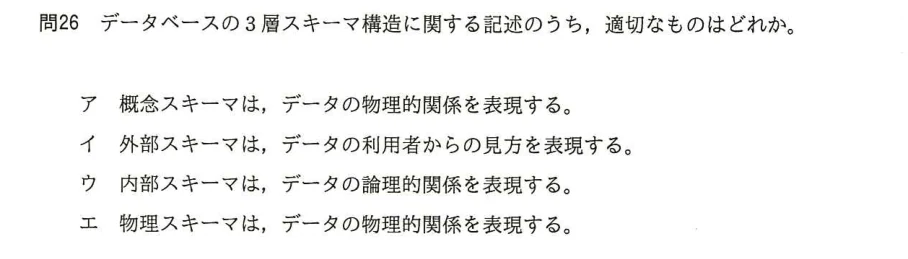 問26 データベースの3層スキーマ構造に関する記述のうち，適切なものはどれか。
ア 概念スキーマは，データの物理的関係を表現する。
イ 外部スキーマは，データの利用者からの見方を表現する。
ウ 内部スキーマは，データの論理的関係を表現する。
エ 物理スキーマは，データの物理的関係を表現する。